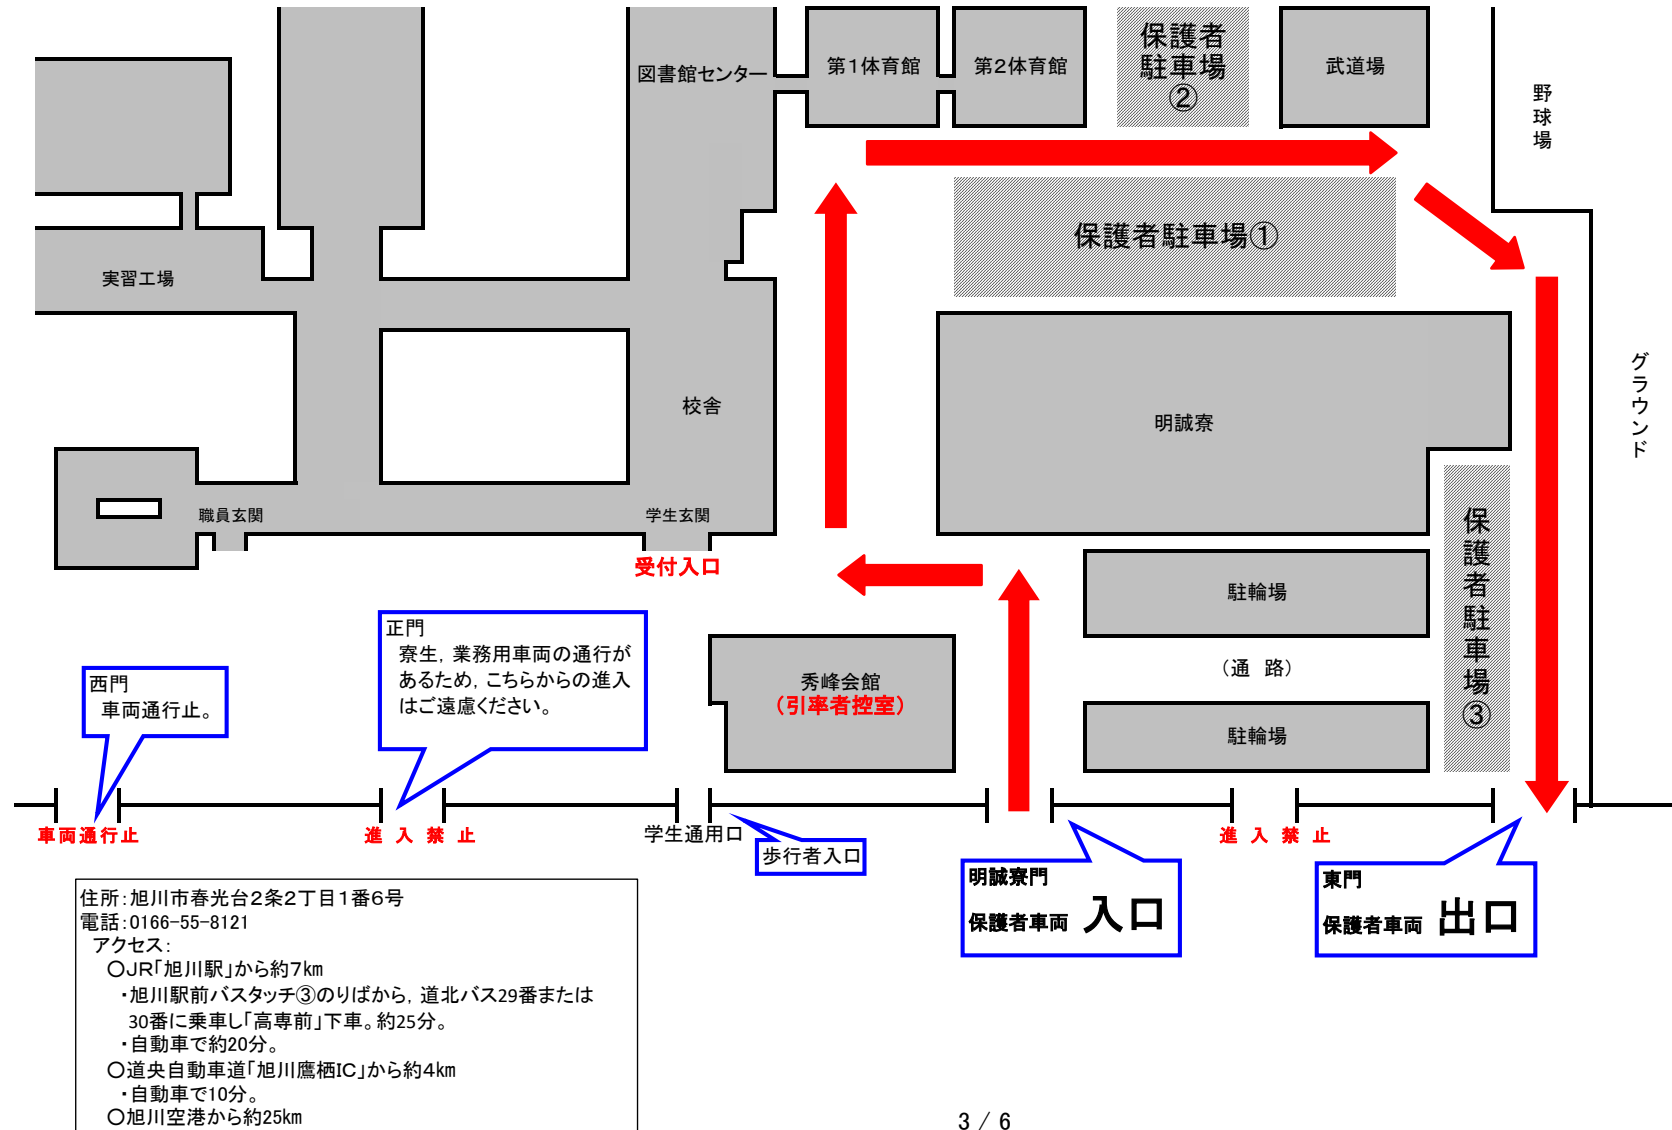 図書館センター
第1体育館
第2体育館
保護者
駐車場
②
武道場
野球場
保護者駐車場①
実習工場
グラウンド
校舎
明誠寮
職員玄関
学生玄関
受付入口
保護者駐車場③
駐輪場
正門
寮生，業務用車両の通行が
あるため，こちらからの進入
はご遠慮ください。
西門
車両通行止。
秀峰会館
（引率者控室）
（通　路）
駐輪場
車両通行止
進 入 禁 止
学生通用口
進 入 禁 止
歩行者入口
明誠寮門
保護者車両 入口
東門
保護者車両 出口
住所：旭川市春光台２条２丁目１番６号
電話：0166-55-8121
アクセス：
○ＪＲ「旭川駅」から約７km
・旭川駅前バスタッチ③のりばから，道北バス29番または
30番に乗車し「高専前」下車。約25分。
・自動車で約20分。
○道央自動車道「旭川鷹栖IC」から約４km
・自動車で10分。
○旭川空港から約25km
3 / 6